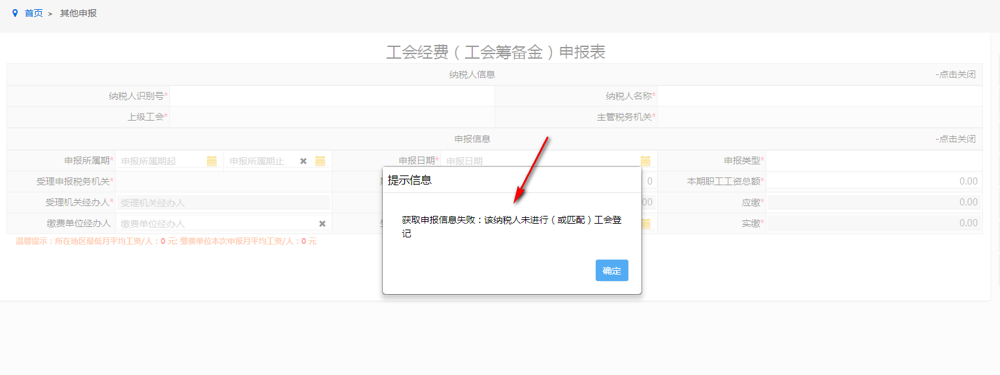 首页 > 其他申报
工会经费（工会筹备金）申报表
纳税人信息 -点击关闭
纳税人识别号* 纳税人名称*
上级工会* 主管税务机关*
申报信息 -点击关闭
申报所属期* 申报所属期起 申报所属期止 申报日期* 申报日期 申报类型*
受理申报税务机关* 0 本期职工工资总额* 0.00
受理机关经办人* 受理机关经办人 00 应缴* 0.00
缴费单位经办人 缴费单位经办人 实缴* 0.00
温馨提示：所在地区最低月平均工资/人：0 元; 缴费单位本次申报月平均工资/人：0 元
提示信息
获取申报信息失败：该纳税人未进行（或匹配）工会登
记
确定